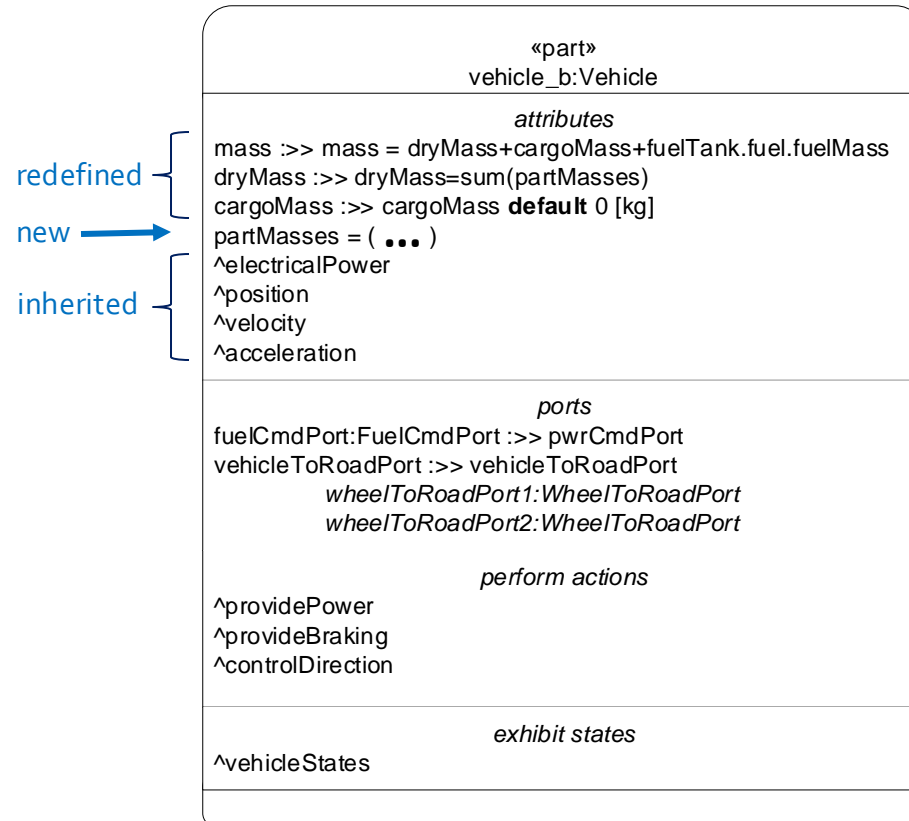 «part»
vehicle_b:Vehicle
attributes
redefined
mass :>> mass = dryMass+cargoMass+fuelTank.fuel.fuelMass
dryMass :>> dryMass=sum(partMasses)
cargoMass :>> cargoMass default 0 [kg]
new
partMasses = ( ... )
inherited
^electricalPower
^position
^velocity
^acceleration
ports
fuelCmdPort:FuelCmdPort :>> pwrCmdPort
vehicleToRoadPort :>> vehicleToRoadPort
wheelToRoadPort1:WheelToRoadPort
wheelToRoadPort2:WheelToRoadPort
perform actions
^providePower
^provideBraking
^controlDirection
exhibit states
^vehicleStates